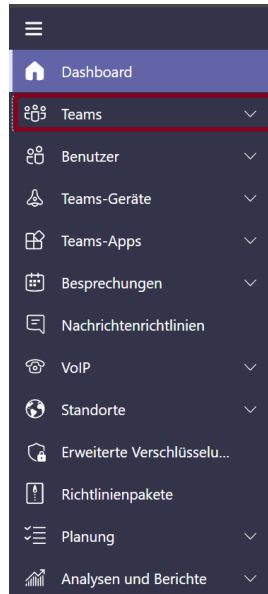 Dashboard
Teams
Benutzer
Teams-Geräte
Teams-Apps
Besprechungen
Nachrichtenrichtlinien
VoIP
Standorte
Erweiterte Verschlüsselu...
Richtlinienpakete
Planung
Analysen und Berichte